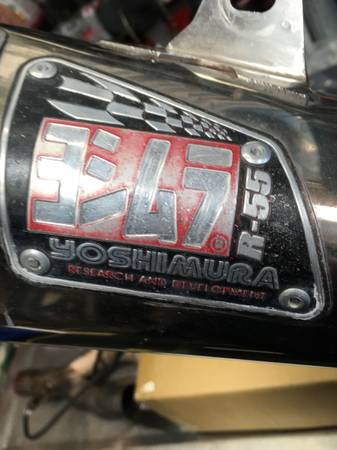 ヨシムラ®
R-55
YOSHIMURA
RESEARCH AND DEVELOPMENT